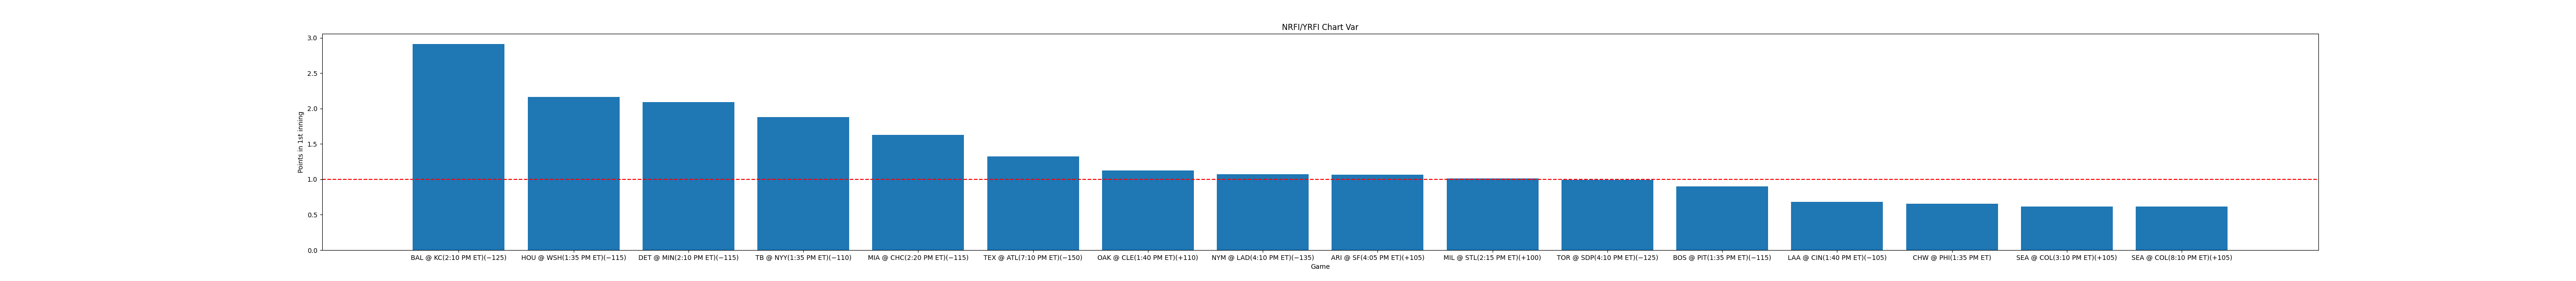 NRFI/YRFI Chart Var
3.0
2.5
2.0
1.5
1.0
0.5
0.0
Points in 1st inning
BAL @ KC(2:10 PM ET)(−125)
HOU @ WSH(1:35 PM ET)(−115)
DET @ MIN(2:10 PM ET)(−115)
TB @ NYY(1:35 PM ET)(−110)
MIA @ CHC(2:20 PM ET)(−115)
TEX @ ATL(7:10 PM ET)(−150)
OAK @ CLE(1:40 PM ET)(+110)
NYM @ LAD(4:10 PM ET)(−135)
ARI @ SF(4:05 PM ET)(+105)
MIL @ STL(2:15 PM ET)(+100)
TOR @ SDP(4:10 PM ET)(−125)
BOS @ PIT(1:35 PM ET)(−115)
LAA @ CIN(1:40 PM ET)(−105)
CHW @ PHI(1:35 PM ET)
SEA @ COL(3:10 PM ET)(+105)
SEA @ COL(8:10 PM ET)(+105)
Game